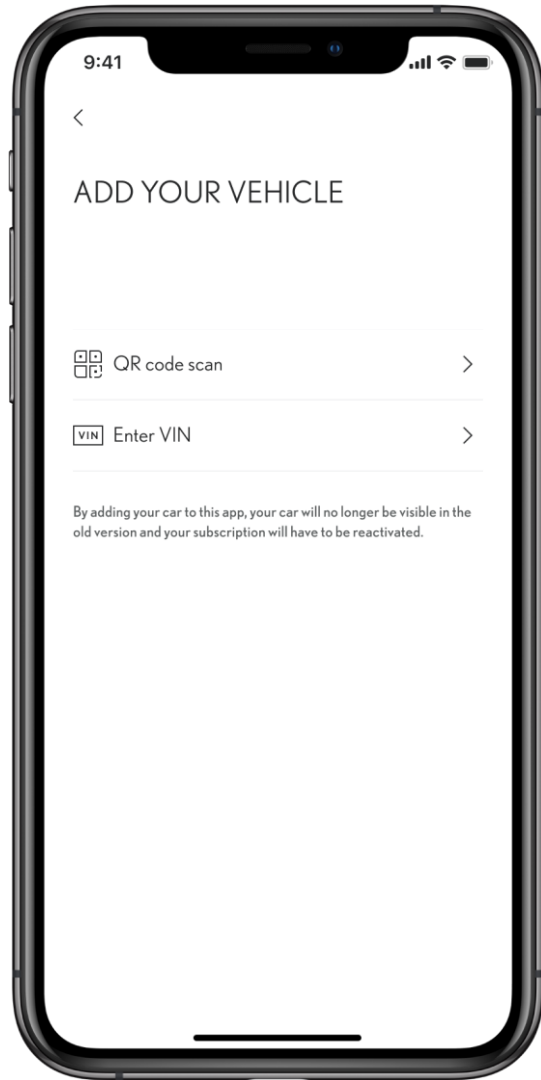 9:41
ADD YOUR VEHICLE
QR code scan
VIN Enter VIN
By adding your car to this app, your car will no longer be visible in the
old version and your subscription will have to be reactivated.